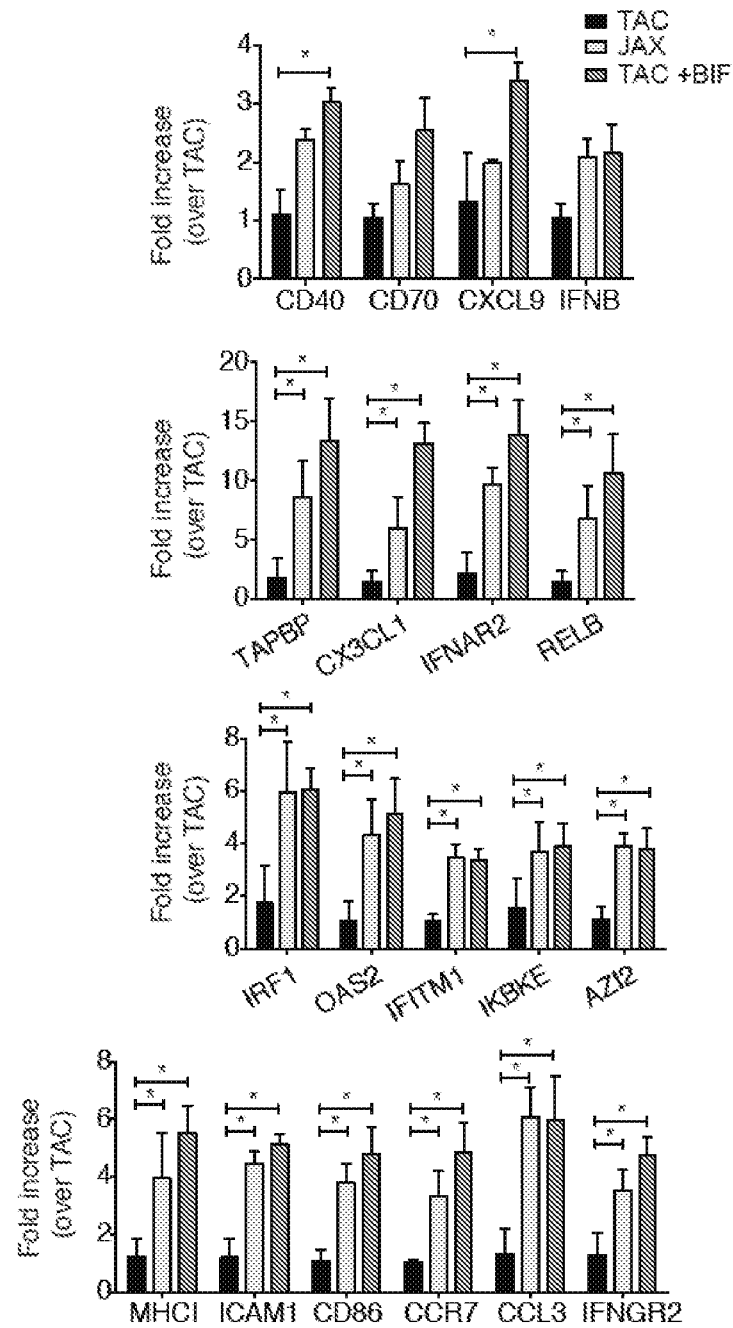 TAC
JAX
TAC +BIF
Fold increase
(over TAC)
4
3
2
1
0
CD40 CD70 CXCL9 IFNB
* *
Fold increase
(over TAC)
20
15
10
5
0
* * * * * * * *
TAPBP CX3CL1 IFNAR2 RELB
Fold increase
(over TAC)
8
6
4
2
0
* * * * * * * * * *
IRF1 OAS2 IFITM1 IKBKE AZI2
Fold increase
(over TAC)
8
6
4
2
0
* * * * * * * * * * * *
MHCI ICAM1 CD86 CCR7 CCL3 IFNGR2